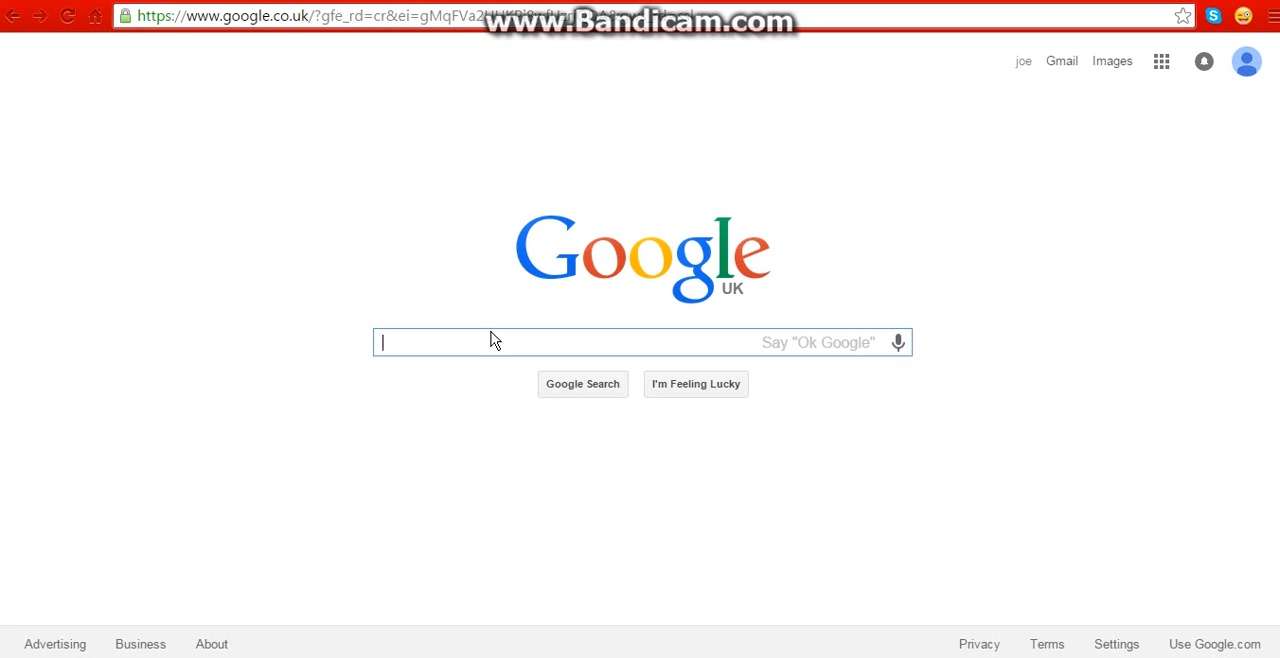 https://www.google.co.uk/?gfe_rd=cr&ei=gMqFVa2
www.Bandicam.com
joe Gmail Images
Google
UK
Say "Ok Google"
Google Search I'm Feeling Lucky
Advertising Business About Privacy Terms Settings Use Google.com